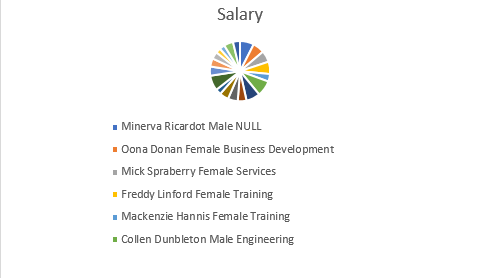 Salary
Minerva Ricardot Male NULL
Oona Donan Female Business Development
Mick Spraberry Female Services
Freddy Linford Female Training
Mackenzie Hannis Female Training
Collen Dunbleton Male Engineering